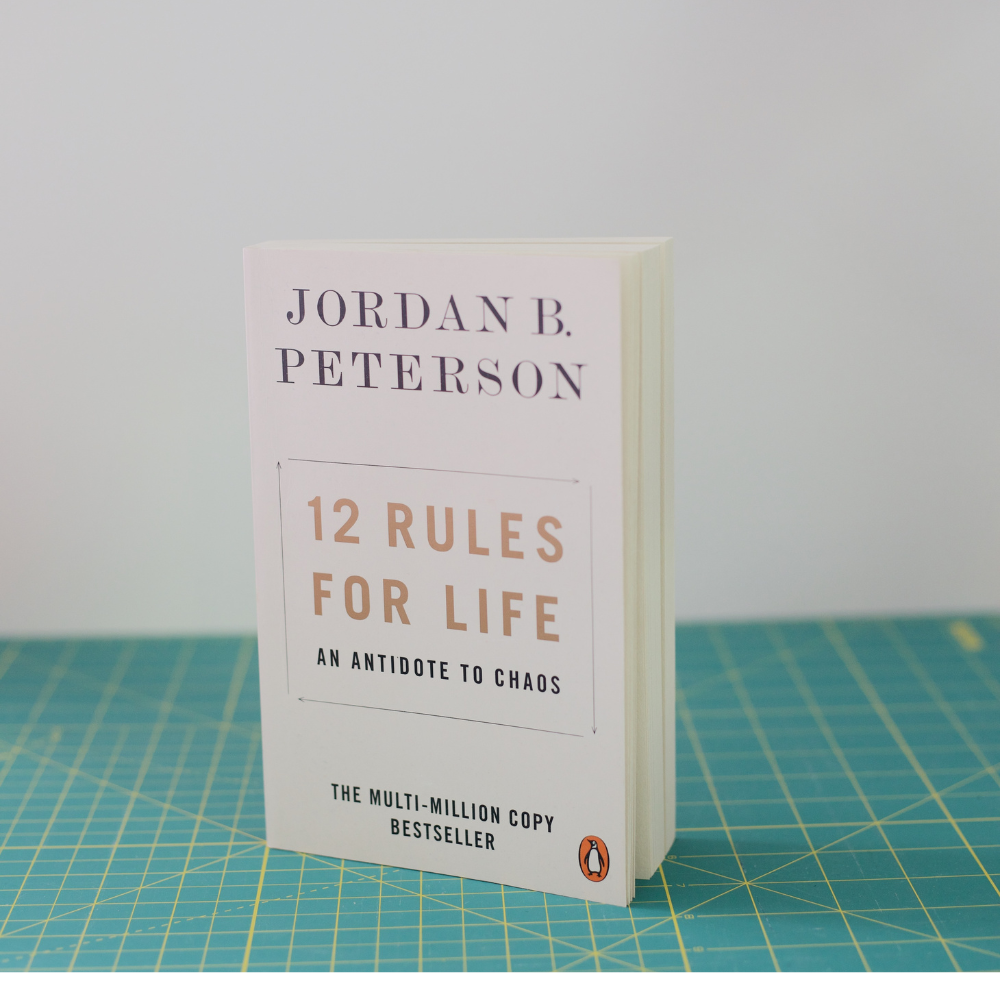 JORDAN B.
PETERSON
12 RULES
FOR LIFE
AN ANTIDOTE TO CHAOS
THE MULTI-MILLION COPY
BESTSELLER